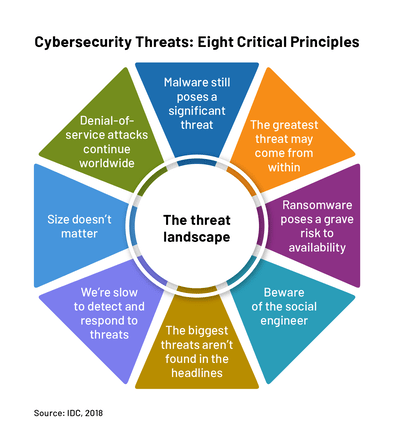 Cybersecurity Threats: Eight Critical Principles
Malware still
poses a
significant
threat
The greatest
threat may
come from
within
Ransomware
poses a grave
risk to
availability
Beware
of the social
engineer
The biggest
threats aren't
found in the
headlines
We're slow
to detect and
respond to
threats
Size doesn't
matter
Denial-of-
service attacks
continue
worldwide
The threat
landscape
Source: IDC, 2018